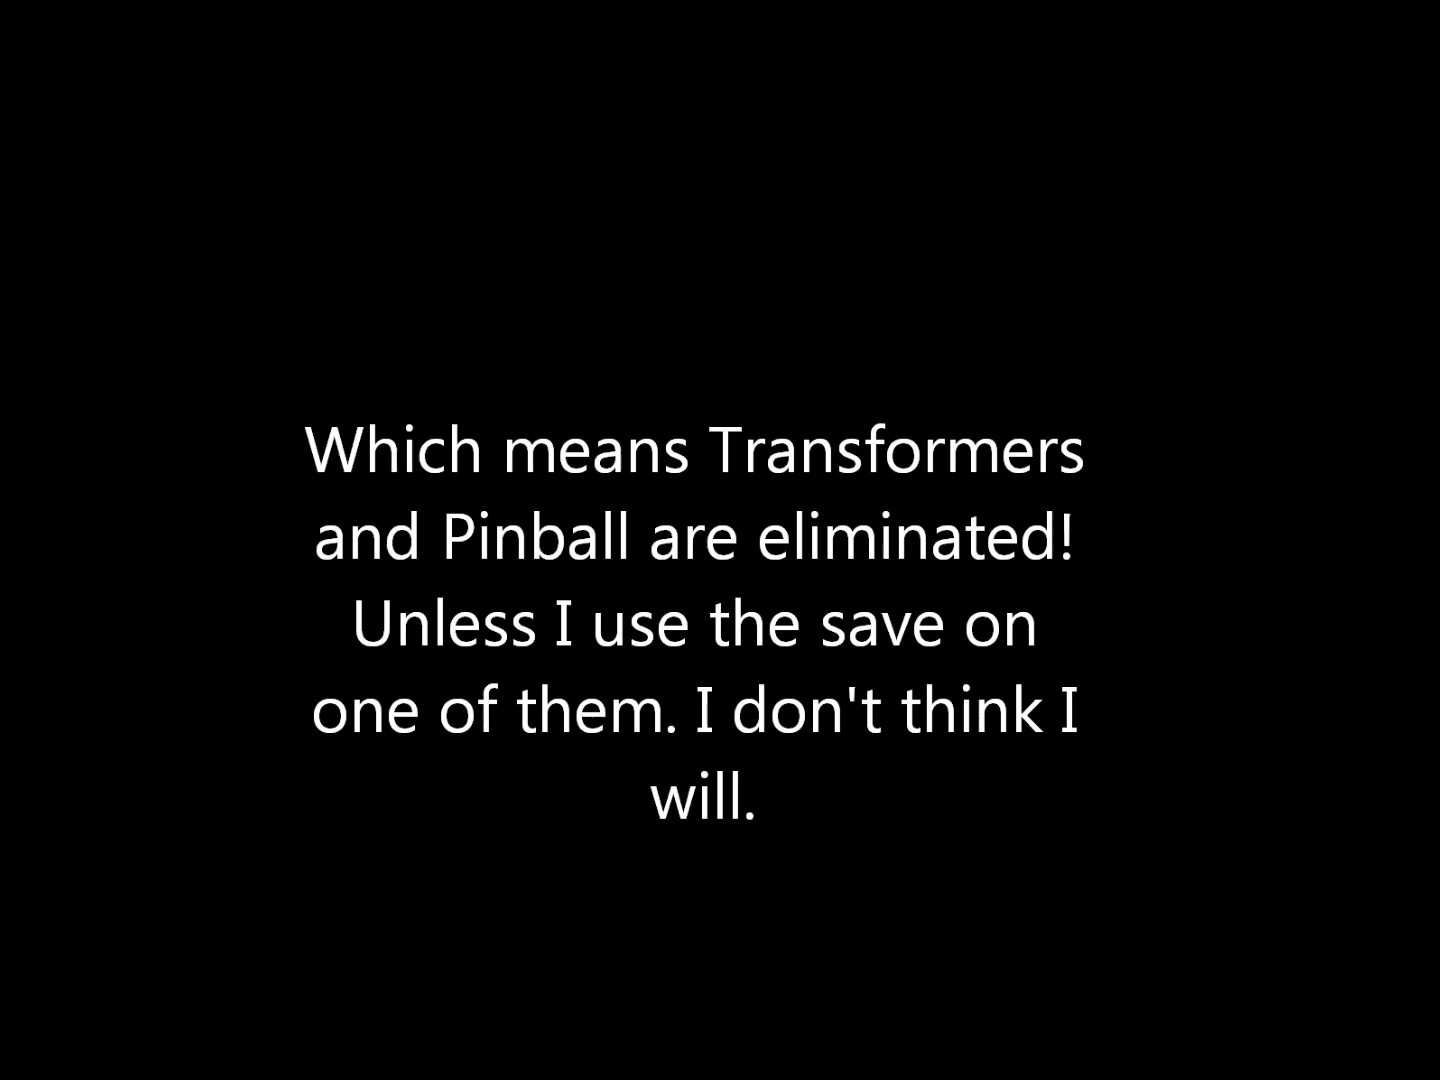 Which means Transformers
and Pinball are eliminated!
Unless I use the save on
one of them. I don't think I
will.